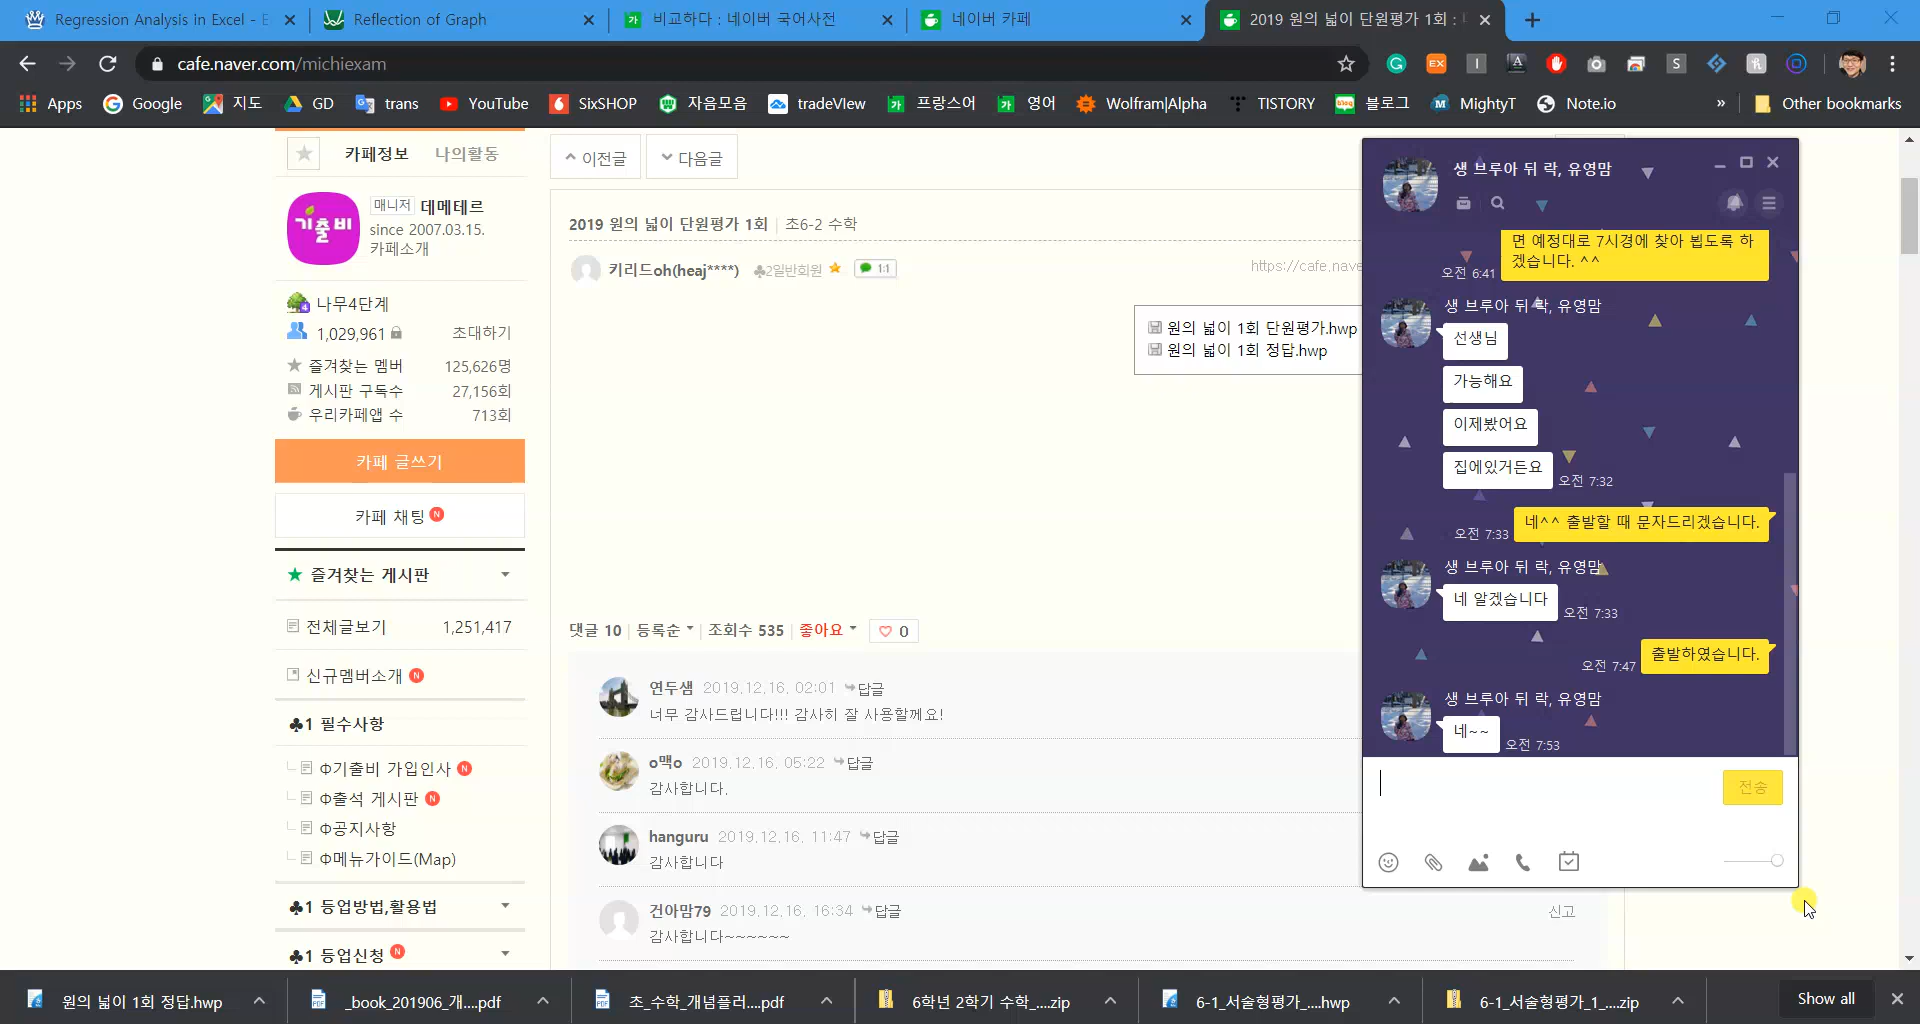 Regression Analysis in Excel - E
Reflection of Graph
비교하다 : 네이버 국어사전
네이버 카페
2019 원의 넓이 단원평가 1회 :
cafe.naver.com/michiexam
Apps
Google
지도
GD
trans
YouTube
SixSHOP
자음모음
tradeVIew
프랑스어
영어
Wolfram|Alpha
TISTORY
블로그
MightyT
Note.io
»
Other bookmarks
카페정보
나의활동
이전글
다음글
기출비
매니저 데메테르
since 2007.03.15.
카페소개
나무4단계
1,029,961
초대하기
즐겨찾는 멤버 125,626명
게시판 구독수 27,156회
우리카페앱 수 713회
카페 글쓰기
카페 채팅 N
즐겨찾는 게시판
전체글보기 1,251,417
신규멤버소개 N
♣1 필수사항
Φ기출비 가입인사 N
Φ출석 게시판 N
Φ공지사항
Φ메뉴가이드(Map)
♣1 등업방법,활용법
♣1 등업신청 N
2019 원의 넓이 단원평가 1회 | 초6-2 수학
키리드oh(heaj****) ♣2일반회원 1:1
https://cafe.nave
원의 넓이 1회 단원평가.hwp
원의 넓이 1회 정답.hwp
댓글 10 등록순 조회수 535 좋아요 0
연두샘 2019.12.16. 02:01 답글
너무 감사드립니다!!! 감사히 잘 사용할께요!
o맥o 2019.12.16. 05:22 답글
감사합니다.
hanguru 2019.12.16. 11:47 답글
감사합니다
건아맘79 2019.12.16. 16:34 답글
신고
감사합니다~~~~~~
생 브루아 뒤 락, 유영맘
면 예정대로 7시경에 찾아 뵙도록 하
겠습니다. ^^
오전 6:41
생 브루아 뒤 락, 유영맘
선생님
가능해요
이제봤어요
집에있거든요
오전 7:32
네^^ 출발할 때 문자드리겠습니다.
오전 7:33
생 브루아 뒤 락, 유영맘
네 알겠습니다
오전 7:33
출발하였습니다.
오전 7:47
생 브루아 뒤 락, 유영맘
네~~
오전 7:53
전송
원의 넓이 1회 정답.hwp
_book_201906_개....pdf
초_수학_개념플러....pdf
6학년 2학기 수학_....zip
6-1_서술형평가_....hwp
6-1_서술형평가_1_....zip
Show all